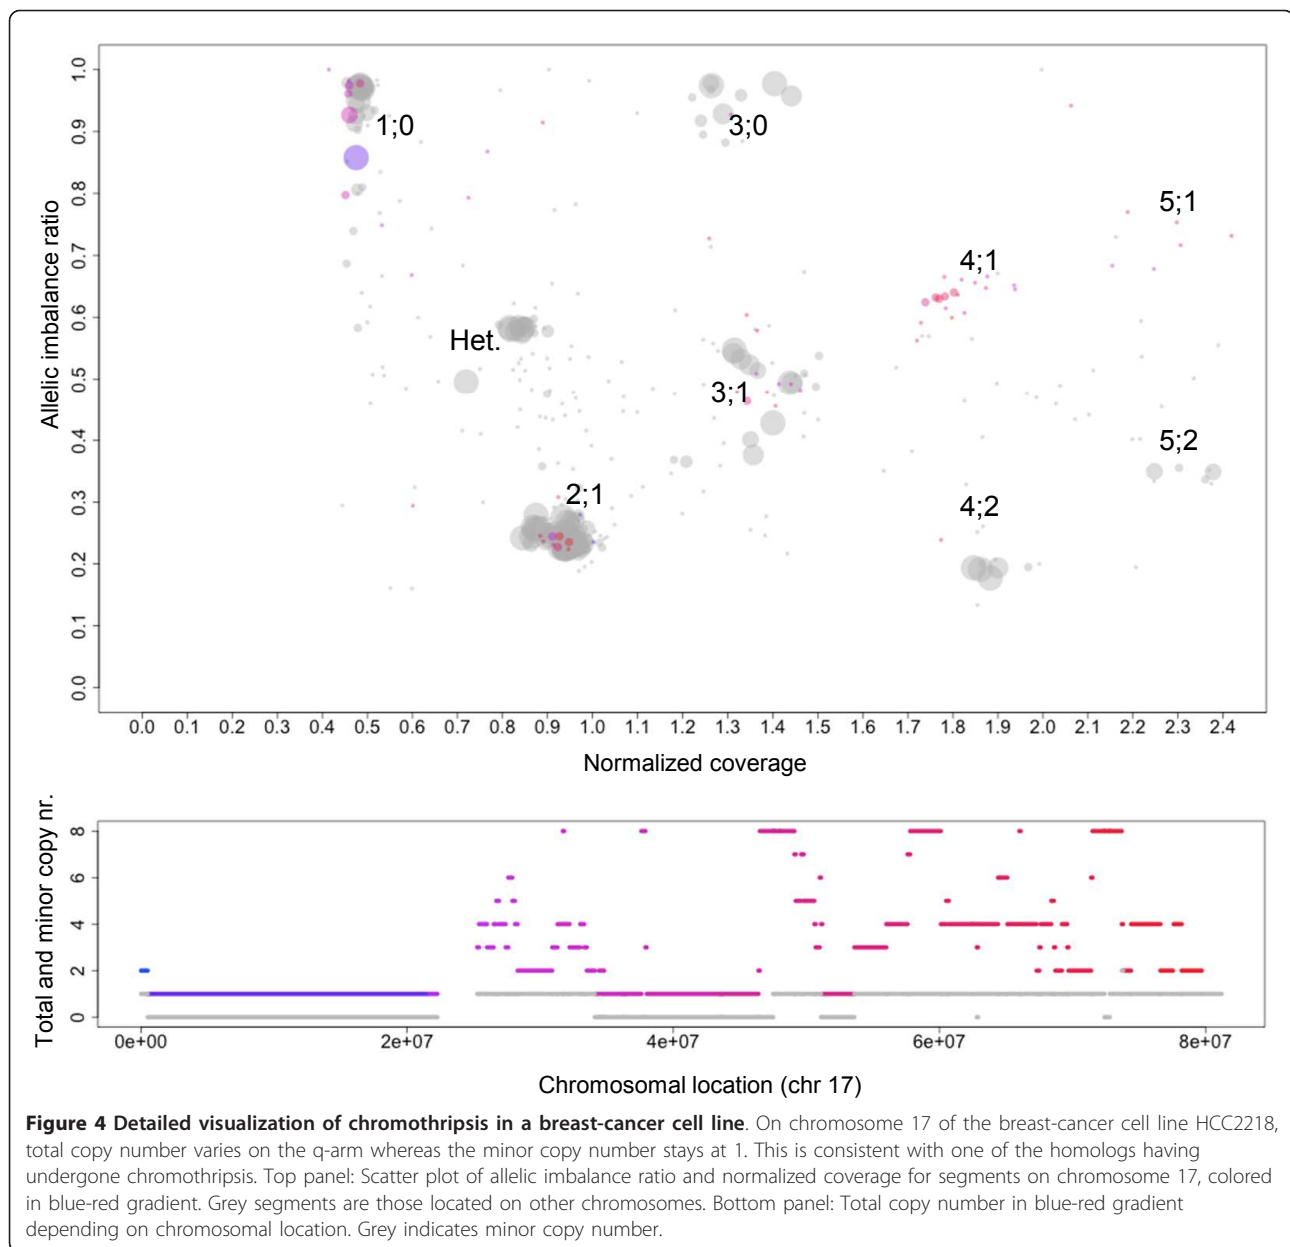 Allelic imbalance ratio
1.0
0.9
0.8
0.7
0.6
0.5
0.4
0.3
0.2
0.1
0.0
1;0
3;0
5;1
4;1
Het.
3;1
5;2
2;1
4;2
0.0 0.1 0.2 0.3 0.4 0.5 0.6 0.7 0.8 0.9 1.0 1.1 1.2 1.3 1.4 1.5 1.6 1.7 1.8 1.9 2.0 2.1 2.2 2.3 2.4
Normalized coverage
Total and minor copy nr.
8
6
4
2
0
0e+00 2e+07 4e+07 6e+07 8e+07
Chromosomal location (chr 17)
Figure 4 Detailed visualization of chromothripsis in a breast-cancer cell line. On chromosome 17 of the breast-cancer cell line HCC2218,
total copy number varies on the q-arm whereas the minor copy number stays at 1. This is consistent with one of the homologs having
undergone chromothripsis. Top panel: Scatter plot of allelic imbalance ratio and normalized coverage for segments on chromosome 17, colored
in blue-red gradient. Grey segments are those located on other chromosomes. Bottom panel: Total copy number in blue-red gradient
depending on chromosomal location. Grey indicates minor copy number.